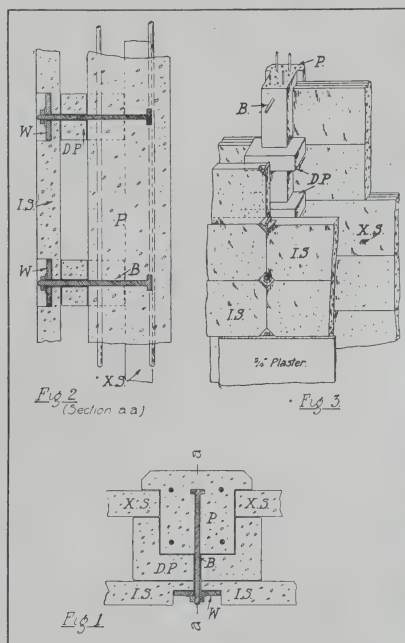 W
D.P.
I.S.
P.
W
B
X.S.
Fig 2
(Section aa)
P.
B.
D.P.
D.P.
X.S.
I.S.
I.S.
3/4" Plaster.
Fig 3.
a
X.S.
P.
X.S.
B.
D.P
I.S.
W
I.S.
a
Fig 1